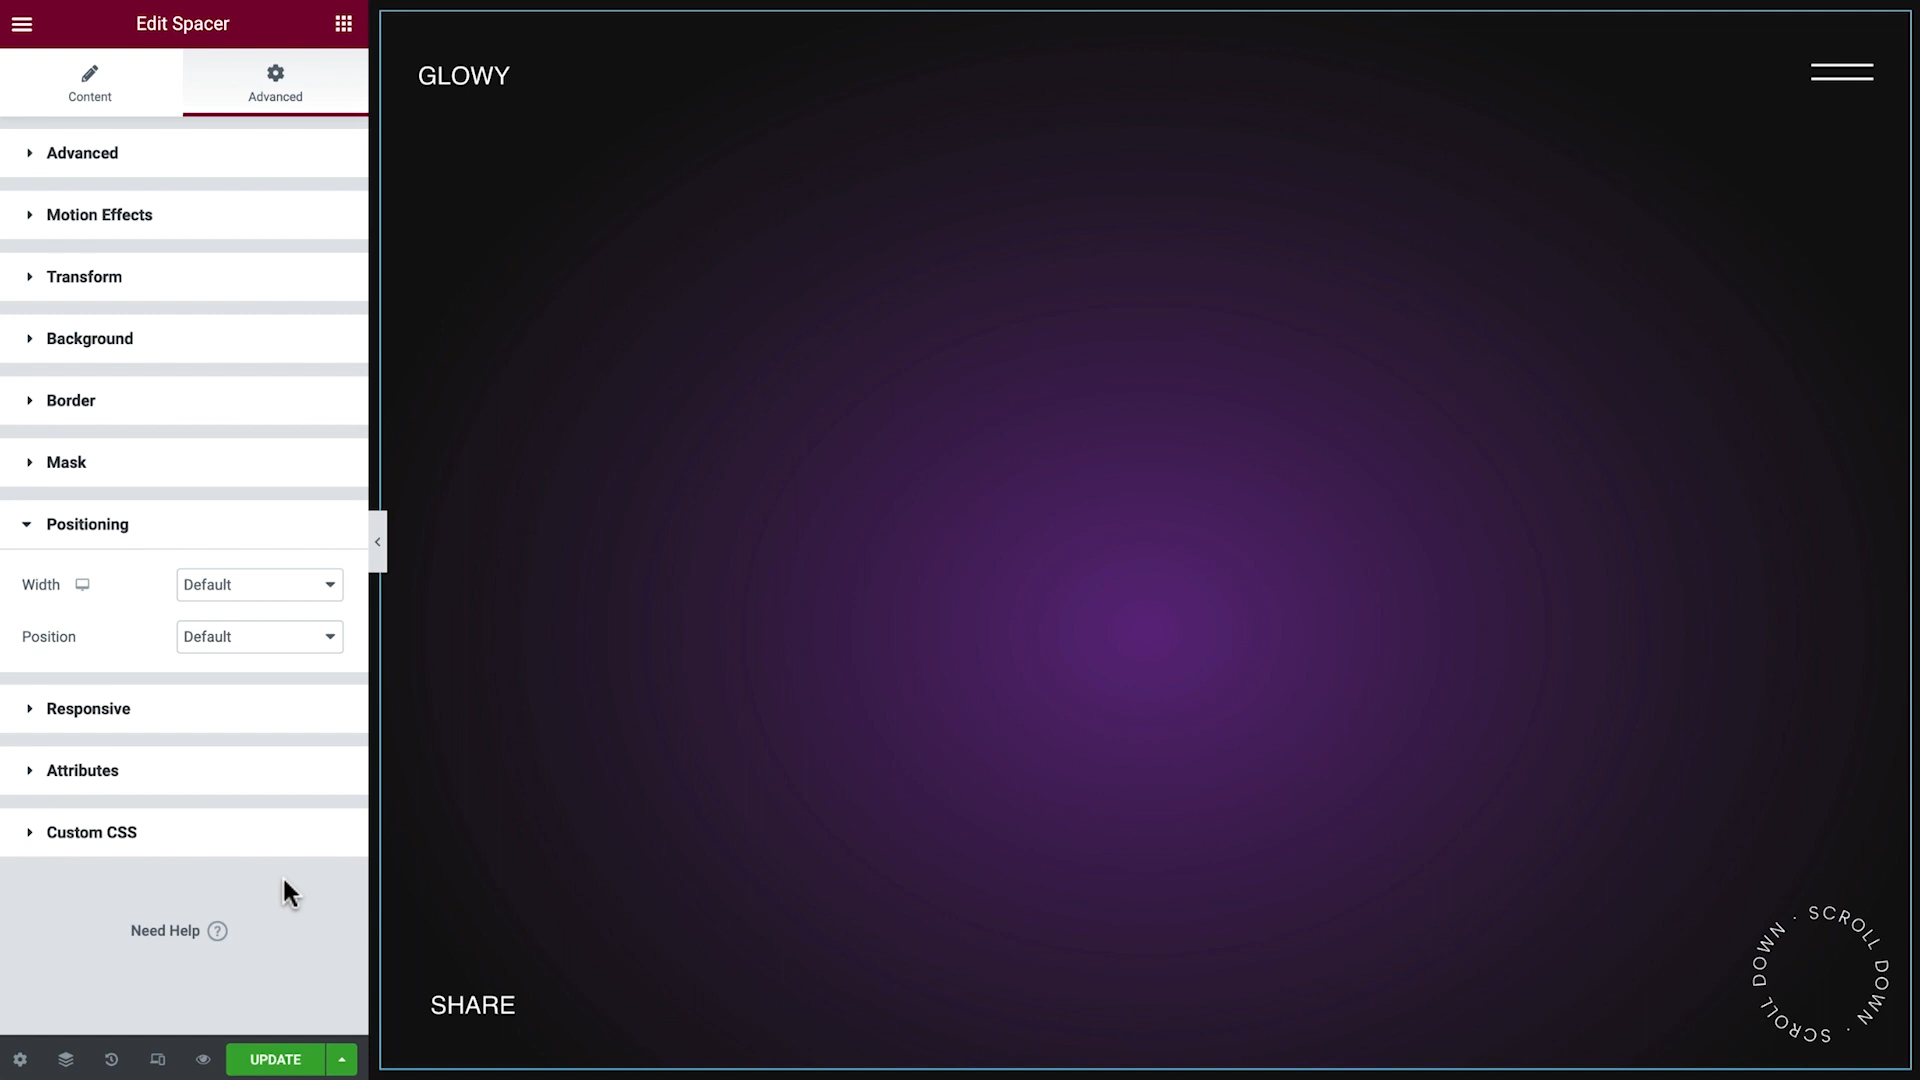 Edit Spacer
Content
Advanced
Advanced
Motion Effects
Transform
Background
Border
Mask
Positioning
Width
Default
Position
Default
Responsive
Attributes
Custom CSS
Need Help ?
UPDATE
GLOWY
SHARE
SCROLL DOWN · SCROLL DOWN ·